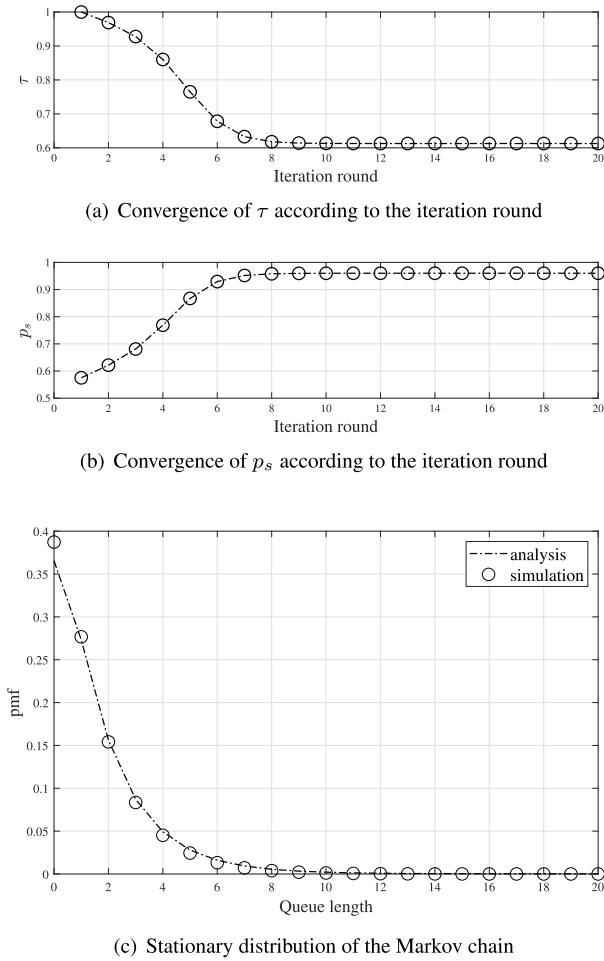 1
0.9
0.8
0.7
0.6
τ
0 2 4 6 8 10 12 14 16 18 20
Iteration round
(a) Convergence of τ according to the iteration round
1
0.9
0.8
0.7
0.6
0.5
pₛ
0 2 4 6 8 10 12 14 16 18 20
Iteration round
(b) Convergence of pₛ according to the iteration round
0.4
0.35
0.3
0.25
0.2
0.15
0.1
0.05
0
pmf
analysis
simulation
0 2 4 6 8 10 12 14 16 18 20
Queue length
(c) Stationary distribution of the Markov chain